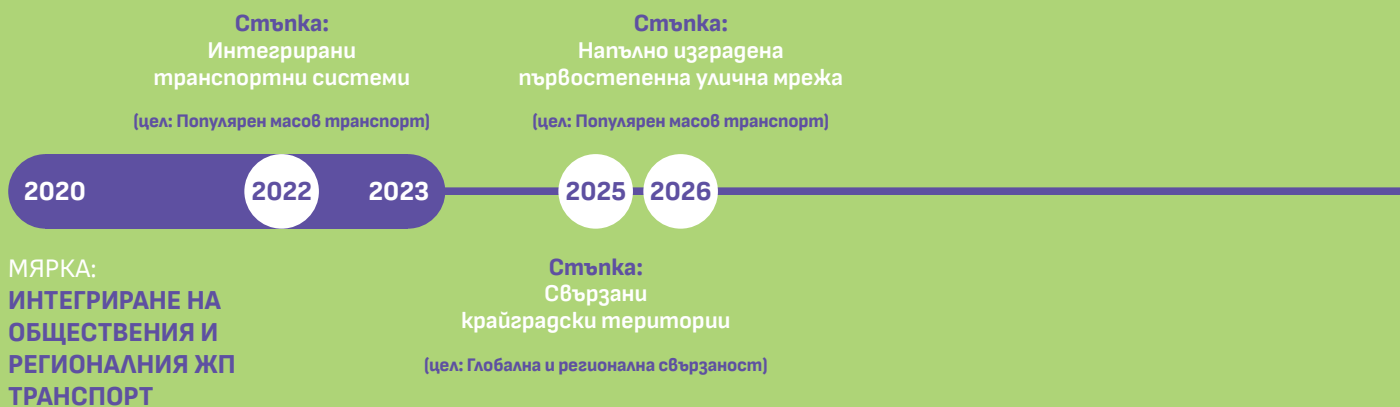 Стъпка:
Интегрирани
транспортни системи
(цел: Популярен масов транспорт)
Стъпка:
Напълно изградена
първостепенна улична мрежа
(цел: Популярен масов транспорт)
2020
2022
2023
2025
2026
МЯРКА:
ИНТЕГРИРАНЕ НА
ОБЩЕСТВЕНИЯ И
РЕГИОНАЛНИЯ ЖП
ТРАНСПОРТ
Стъпка:
Свързани
крайградски територии
(цел: Глобална и регионална свързаност)